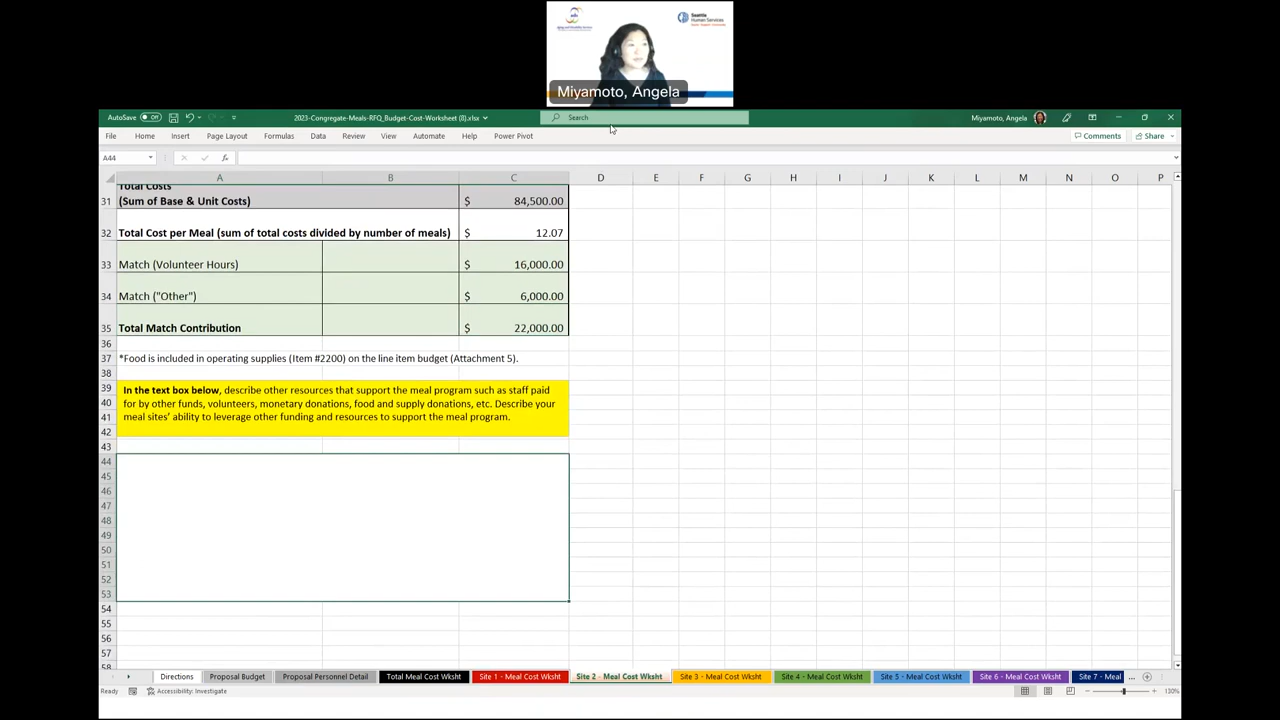 Seattle
Human Services
Miyamoto, Angela
AutoSave Off
2023-Congregate-Meals-RFQ_Budget-Cost-Worksheet (8).xlsx
Search
Miyamoto, Angela
File Home Insert Page Layout Formulas Data Review View Automate Help Power Pivot
Comments Share
A44
A B C D E F G H I J K L M N O P
Total Costs
31 (Sum of Base & Unit Costs) $ 84,500.00
32 Total Cost per Meal (sum of total costs divided by number of meals) $ 12.07
33 Match (Volunteer Hours) $ 16,000.00
34 Match ("Other") $ 6,000.00
35 Total Match Contribution $ 22,000.00
36
37 *Food is included in operating supplies (Item #2200) on the line item budget (Attachment 5).
38
39 In the text box below, describe other resources that support the meal program such as staff paid
40 for by other funds, volunteers, monetary donations, food and supply donations, etc. Describe your
41 meal sites' ability to leverage other funding and resources to support the meal program.
42
43
44
45
46
47
48
49
50
51
52
53
54
55
56
57
58
Directions Proposal Budget Proposal Personnel Detail Total Meal Cost Wksht Site 1 - Meal Cost Wksht Site 2 - Meal Cost Wksht Site 3 - Meal Cost Wksht Site 4 - Meal Cost Wksht Site 5 - Meal Cost Wksht Site 6 - Meal Cost Wksht Site 7 - Meal ...
Ready Accessibility: Investigate 130%